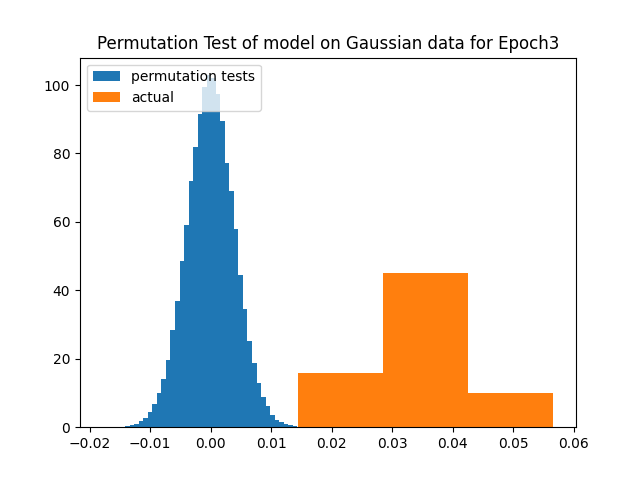 Permutation Test of model on Gaussian data for Epoch3
permutation tests
actual
100
80
60
40
20
0
−0.02 −0.01 0.00 0.01 0.02 0.03 0.04 0.05 0.06